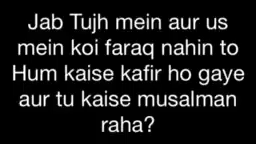 Jab Tujh mein aur us
mein koi faraq nahin to
Hum kaise kafir ho gaye
aur tu kaise musalman
raha?